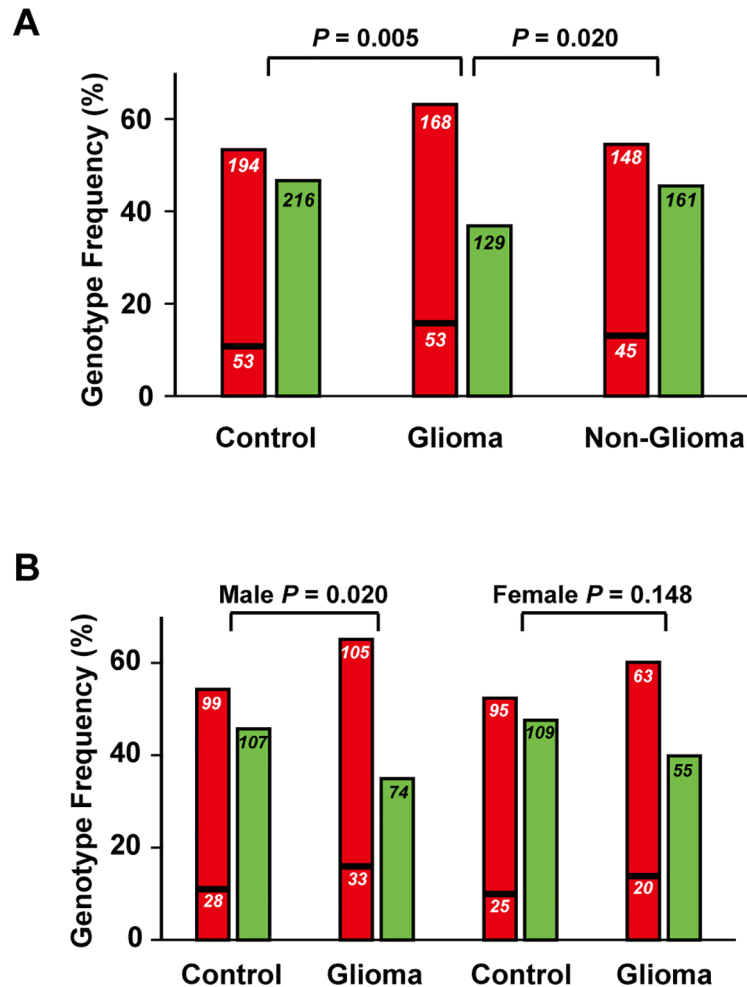 A
P = 0.005
P = 0.020
Genotype Frequency (%)
60
40
20
0
194
53
216
168
53
129
148
45
161
Control
Glioma
Non-Glioma
B
Male P = 0.020
Female P = 0.148
Genotype Frequency (%)
60
40
20
0
99
28
107
105
33
74
95
25
109
63
20
55
Control
Glioma
Control
Glioma